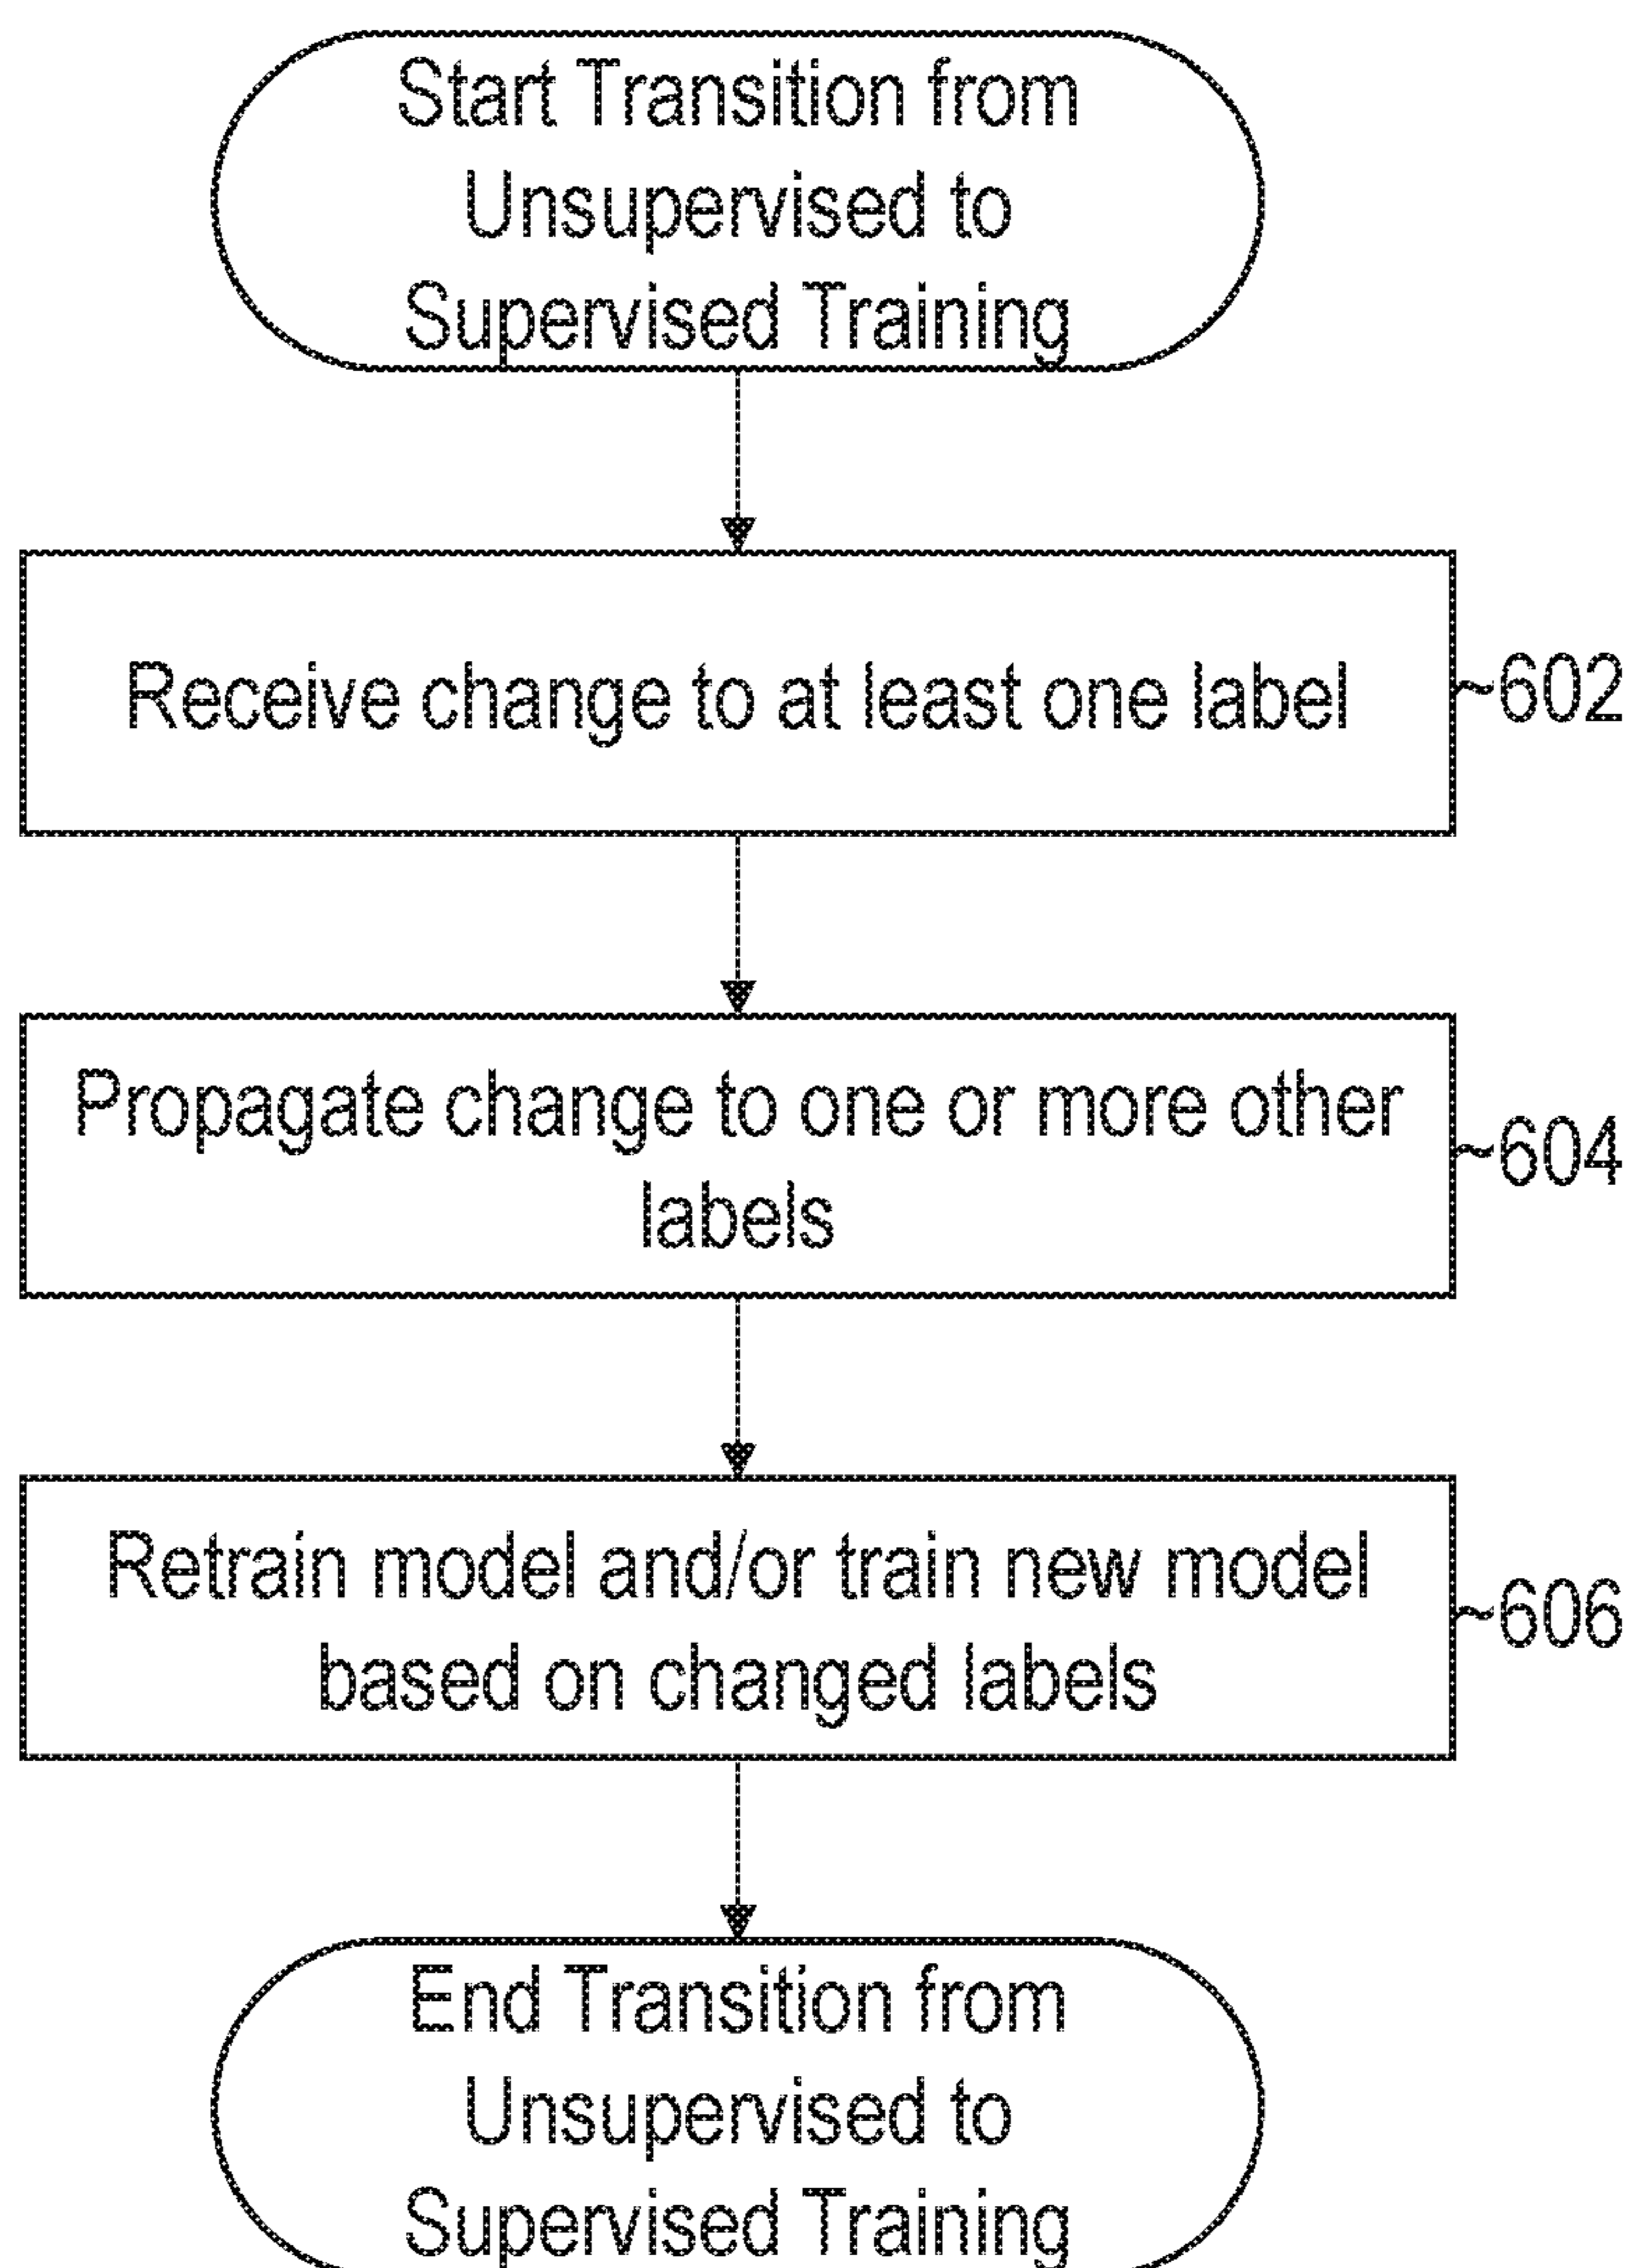 Start Transition from
Unsupervised to
Supervised Training
Receive change to at least one label
~602
Propagate change to one or more other
labels
~604
Retrain model and/or train new model
based on changed labels
~606
End Transition from
Unsupervised to
Supervised Training